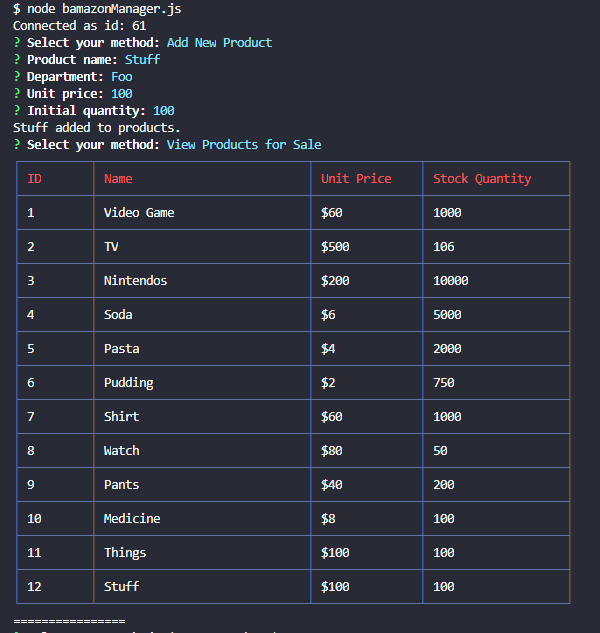 $ node bamazonManager.js
Connected as id: 61
? Select your method: Add New Product
? Product name: Stuff
? Department: Foo
? Unit price: 100
? Initial quantity: 100
Stuff added to products.
? Select your method: View Products for Sale
ID Name Unit Price Stock Quantity
1 Video Game $60 1000
2 TV $500 106
3 Nintendos $200 10000
4 Soda $6 5000
5 Pasta $4 2000
6 Pudding $2 750
7 Shirt $60 1000
8 Watch $80 50
9 Pants $40 200
10 Medicine $8 100
11 Things $100 100
12 Stuff $100 100
================